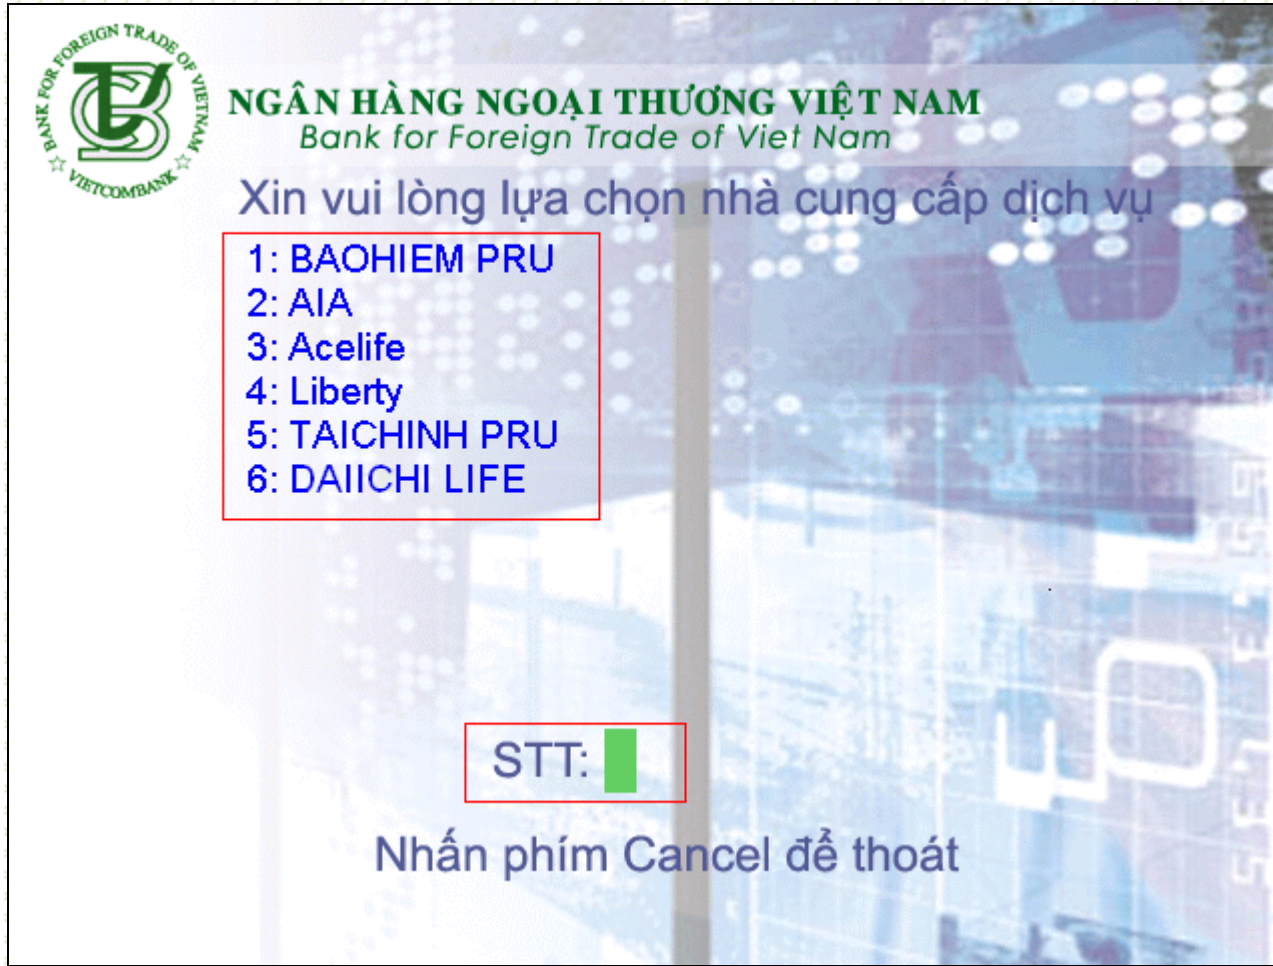 BANK FOR FOREIGN TRADE OF VIETNAM
VIETCOMBANK
NGÂN HÀNG NGOẠI THƯƠNG VIỆT NAM
Bank for Foreign Trade of Viet Nam
Xin vui lòng lựa chọn nhà cung cấp dịch vụ
1: BAOHIEM PRU
2: AIA
3: Acelife
4: Liberty
5: TAICHINH PRU
6: DAIICHI LIFE
STT:
Nhấn phím Cancel để thoát